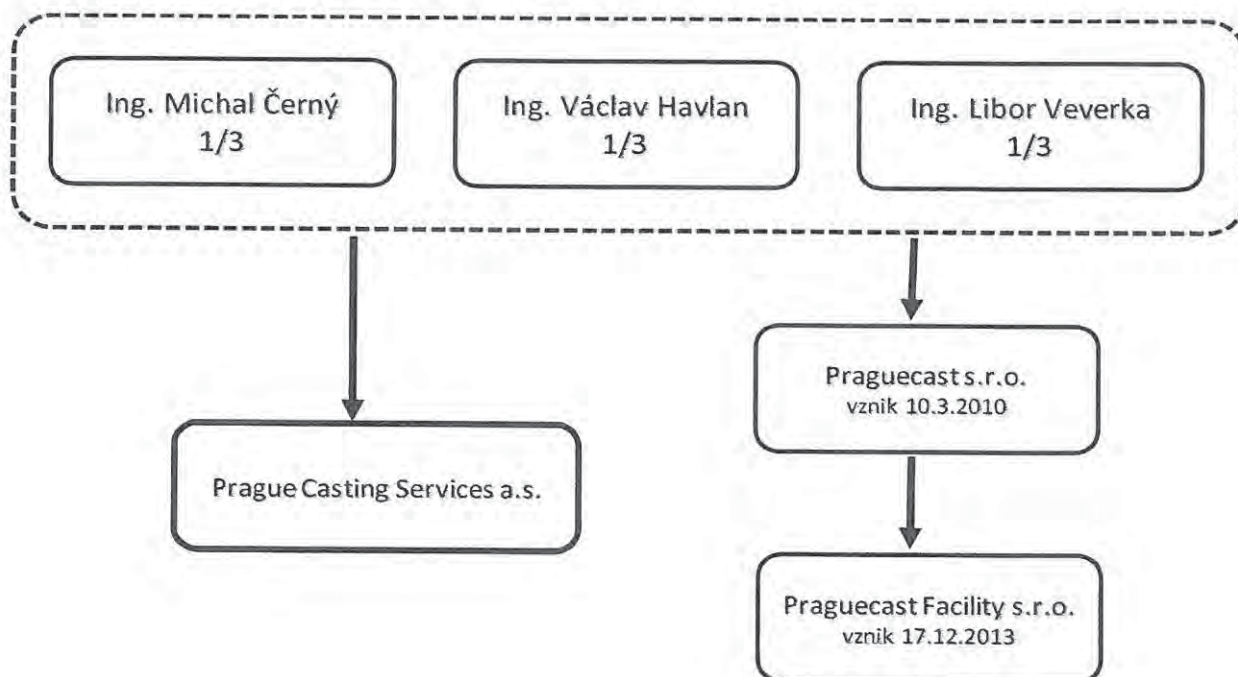 Ing. Michal Černý
1/3
Ing. Václav Havlan
1/3
Ing. Libor Veverka
1/3
Praguecast s.r.o.
vznik 10.3.2010
Prague Casting Services a.s.
Praguecast Facility s.r.o.
vznik 17.12.2013